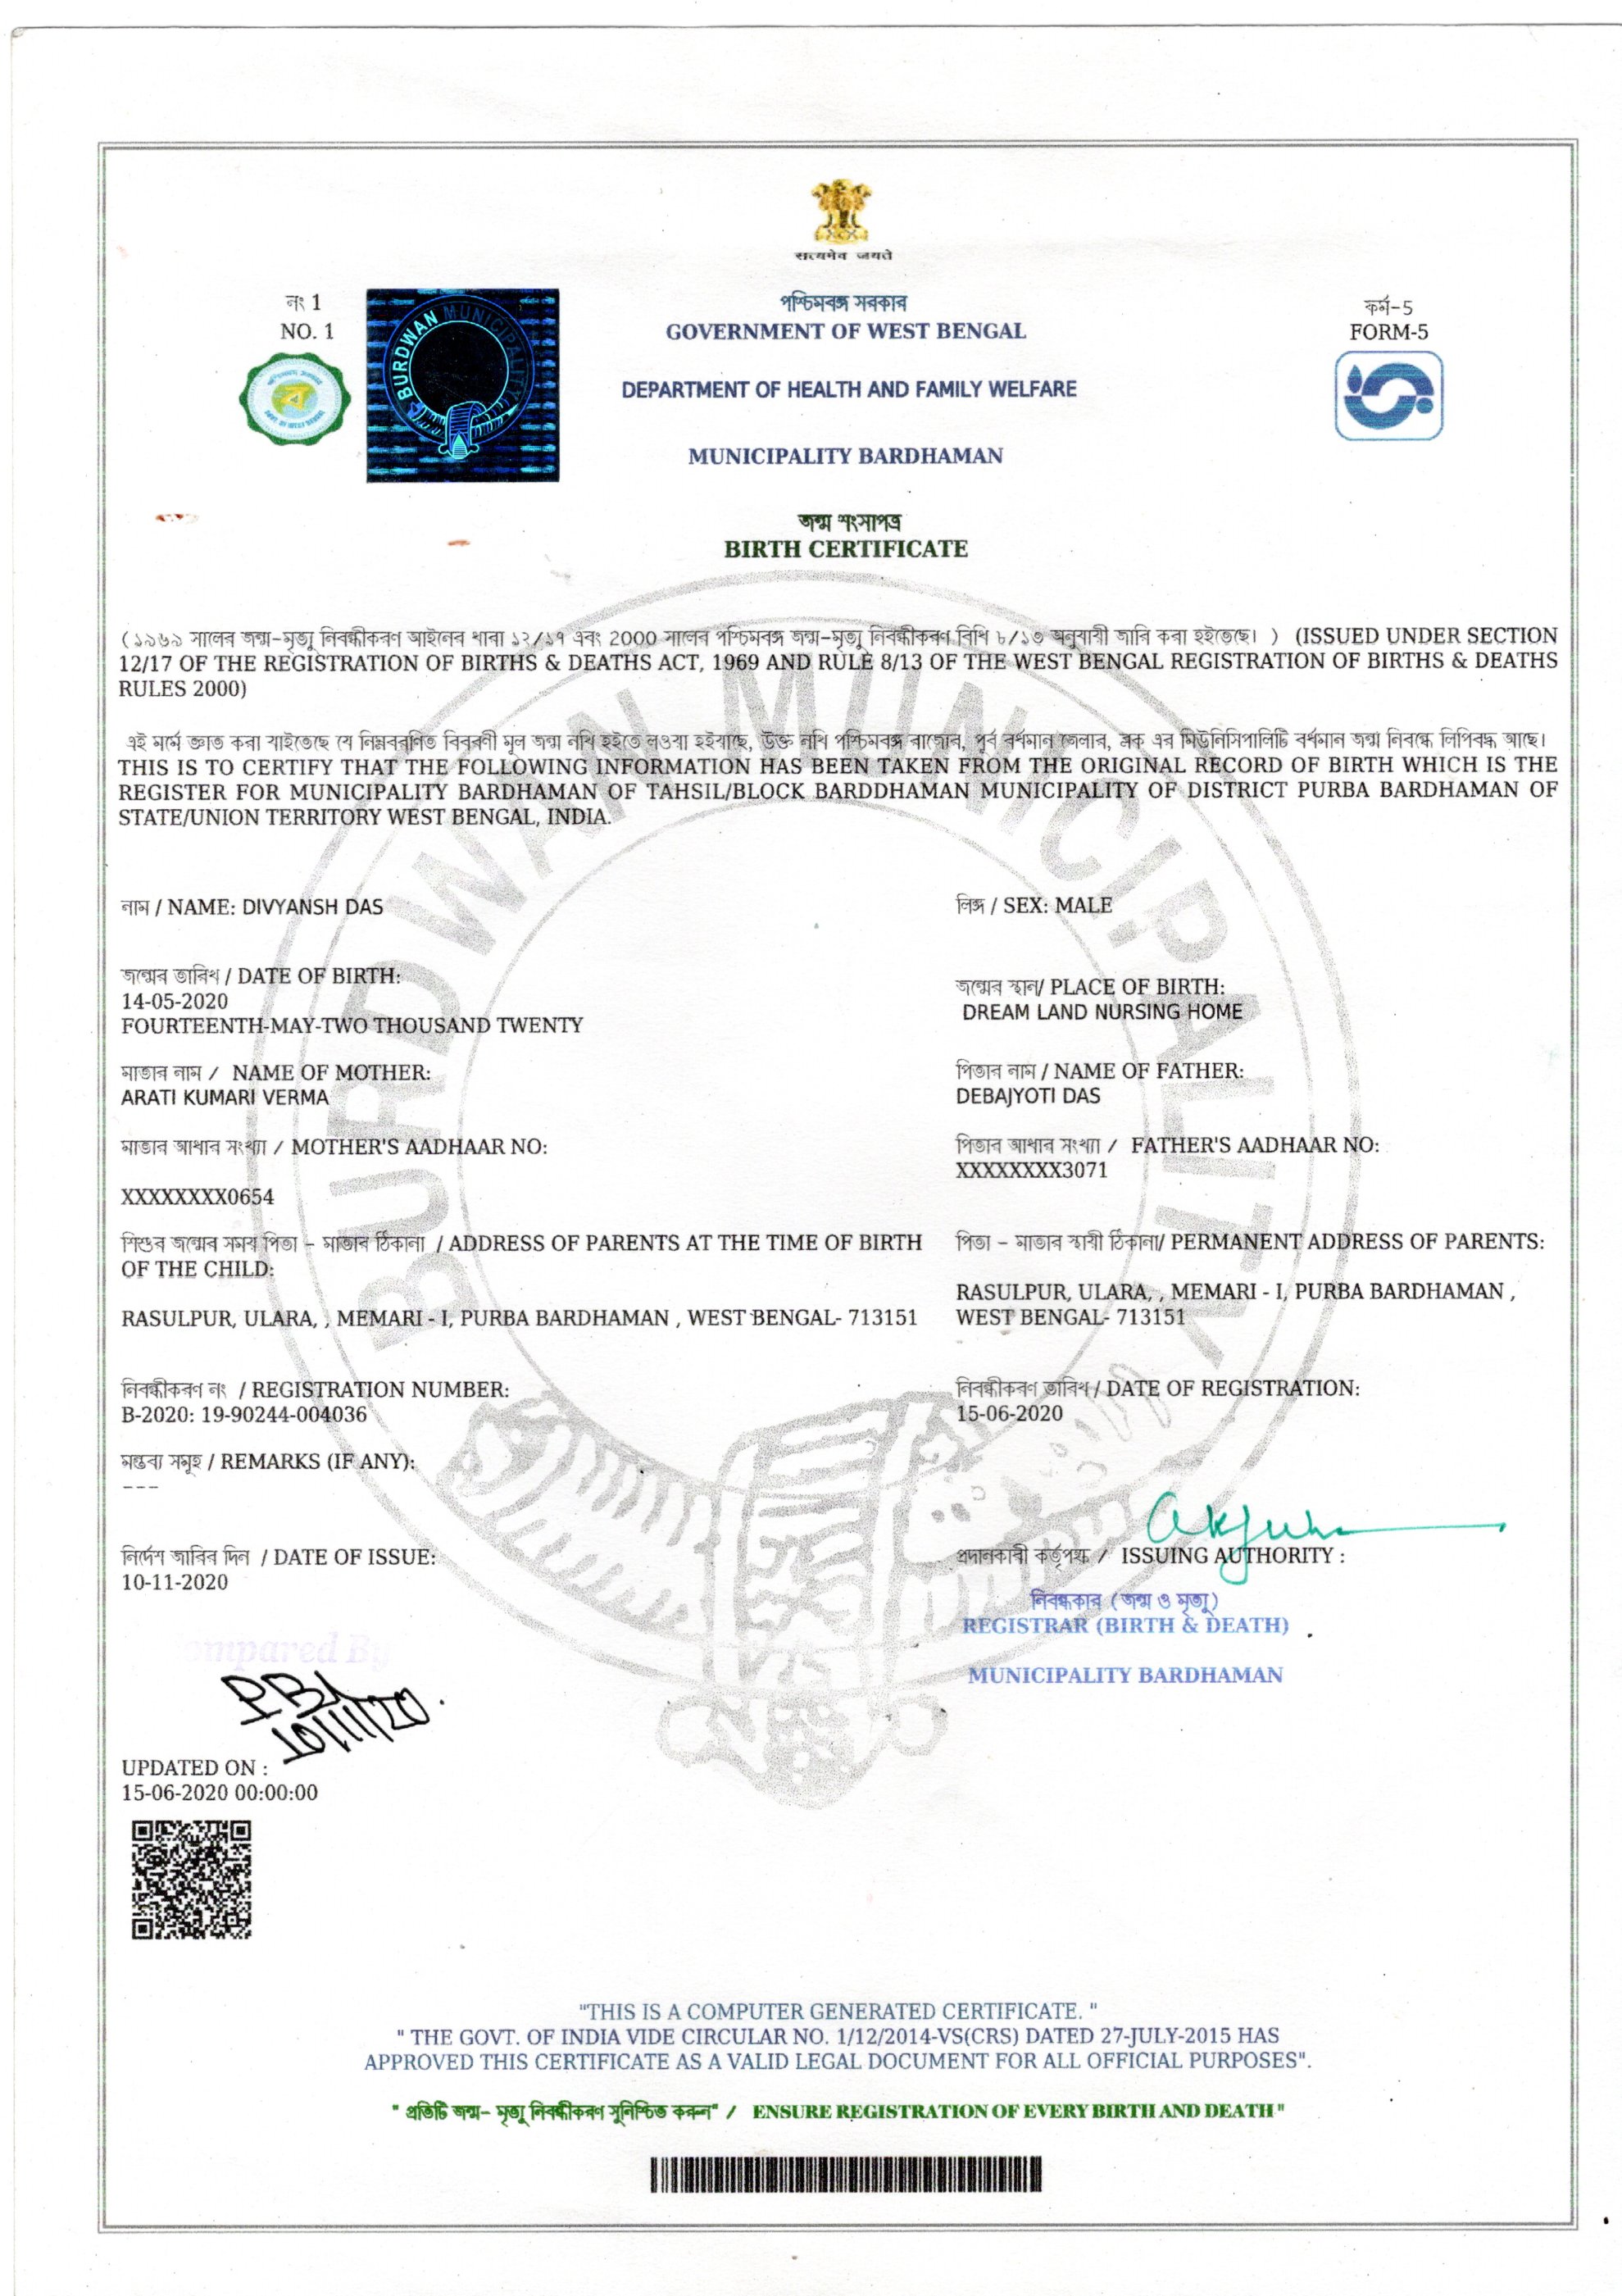 सत्यमेव जयते
নং 1
NO. 1
BURDWAN MUNICIPALITY
পশ্চিমবঙ্গ সরকার
GOVERNMENT OF WEST BENGAL
DEPARTMENT OF HEALTH AND FAMILY WELFARE
MUNICIPALITY BARDHAMAN
ফর্ম-5
FORM-5
জন্ম শংসাপত্র
BIRTH CERTIFICATE
(১৯৬৯ সালের জন্ম-মৃত্যু নিবন্ধীকরণ আইনের ধারা ১২/১৭ এবং 2000 সালের পশ্চিমবঙ্গ জন্ম-মৃত্যু নিবন্ধীকরণ বিধি ৮/১৩ অনুযায়ী জারি করা হইতেছে। ) (ISSUED UNDER SECTION
12/17 OF THE REGISTRATION OF BIRTHS & DEATHS ACT, 1969 AND RULE 8/13 OF THE WEST BENGAL REGISTRATION OF BIRTHS & DEATHS
RULES 2000)
এই মর্মে জ্ঞাত করা যাইতেছে যে নিম্নবরণিত বিবরণী মূল জন্ম নথি হইতে লওয়া হইয়াছে, উক্ত নথি পশ্চিমবঙ্গ রাজ্যের, পূর্ব বর্ধমান জেলার, ব্লক এর মিউনিসিপালিটি বর্ধমান জন্ম নিবন্ধে লিপিবদ্ধ আছে।
THIS IS TO CERTIFY THAT THE FOLLOWING INFORMATION HAS BEEN TAKEN FROM THE ORIGINAL RECORD OF BIRTH WHICH IS THE
REGISTER FOR MUNICIPALITY BARDHAMAN OF TAHSIL/BLOCK BARDDHAMAN MUNICIPALITY OF DISTRICT PURBA BARDHAMAN OF
STATE/UNION TERRITORY WEST BENGAL, INDIA.
BURDWAN MUNICIPALITY
নাম / NAME: DIVYANSH DAS
লিঙ্গ / SEX: MALE
জন্মের তারিখ / DATE OF BIRTH:
14-05-2020
FOURTEENTH-MAY-TWO THOUSAND TWENTY
জন্মের স্থান/ PLACE OF BIRTH:
DREAM LAND NURSING HOME
মাতার নাম / NAME OF MOTHER:
ARATI KUMARI VERMA
পিতার নাম / NAME OF FATHER:
DEBAJYOTI DAS
মাতার আধার সংখ্যা / MOTHER'S AADHAAR NO:
XXXXXXXX0654
পিতার আধার সংখ্যা / FATHER'S AADHAAR NO:
XXXXXXXX3071
শিশুর জন্মের সময় পিতা - মাতার ঠিকানা / ADDRESS OF PARENTS AT THE TIME OF BIRTH
OF THE CHILD:
RASULPUR, ULARA, , MEMARI - I, PURBA BARDHAMAN , WEST BENGAL- 713151
পিতা - মাতার স্থায়ী ঠিকানা/ PERMANENT ADDRESS OF PARENTS:
RASULPUR, ULARA, , MEMARI - I, PURBA BARDHAMAN ,
WEST BENGAL- 713151
নিবন্ধীকরণ নং / REGISTRATION NUMBER:
B-2020: 19-90244-004036
নিবন্ধীকরণ তারিখ / DATE OF REGISTRATION:
15-06-2020
মন্তব্য সমূহ / REMARKS (IF ANY):
---
নির্দেশ জারির দিন / DATE OF ISSUE:
10-11-2020
প্রদানকারী কর্তৃপক্ষ / ISSUING AUTHORITY :
নিবন্ধকার (জন্ম ও মৃত্যু)
REGISTRAR (BIRTH & DEATH)
MUNICIPALITY BARDHAMAN
UPDATED ON :
15-06-2020 00:00:00
"THIS IS A COMPUTER GENERATED CERTIFICATE. "
" THE GOVT. OF INDIA VIDE CIRCULAR NO. 1/12/2014-VS(CRS) DATED 27-JULY-2015 HAS
APPROVED THIS CERTIFICATE AS A VALID LEGAL DOCUMENT FOR ALL OFFICIAL PURPOSES".
" প্রতিটি জন্ম- মৃত্যু নিবন্ধীকরণ সুনিশ্চিত করুন" / ENSURE REGISTRATION OF EVERY BIRTH AND DEATH "